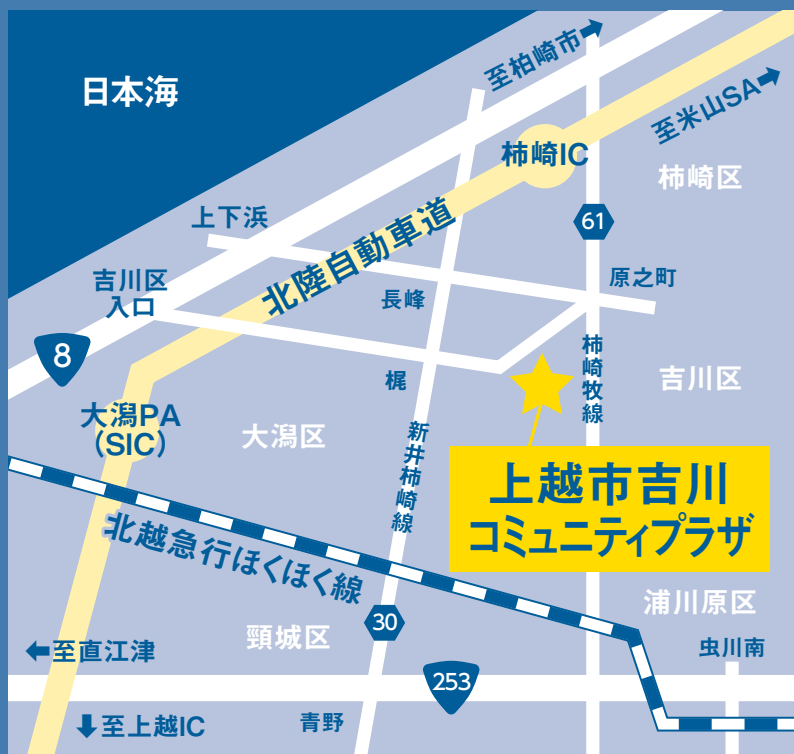 日本海
至柏崎市
至米山SA
柿崎IC
柿崎区
61
上下浜
北陸自動車道
原之町
吉川区
入口
長峰
8
柿崎牧線
梶
吉川区
大潟PA
(SIC)
大潟区
新井柿崎線
上越市吉川
コミュニティプラザ
北越急行ほくほく線
浦川原区
30
頸城区
虫川南
至直江津
253
青野
至上越IC